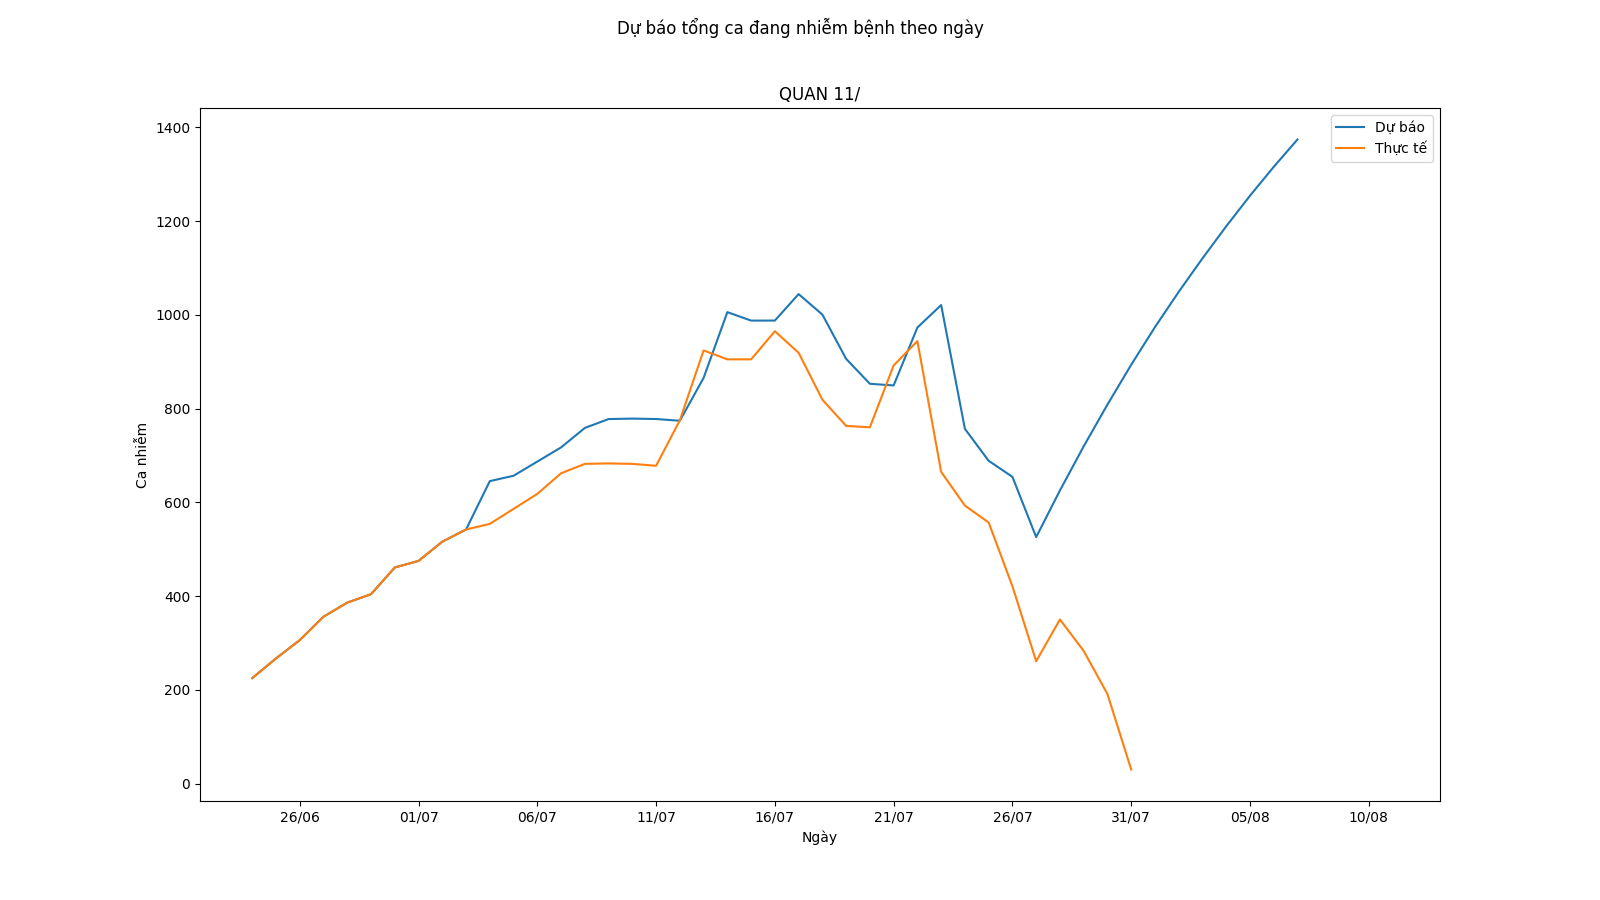 Dự báo tổng ca đang nhiễm bệnh theo ngày
QUAN 11/
Dự báo
Thực tế
1400
1200
1000
800
600
400
200
0
Ca nhiễm
26/06 01/07 06/07 11/07 16/07 21/07 26/07 31/07 05/08 10/08
Ngày